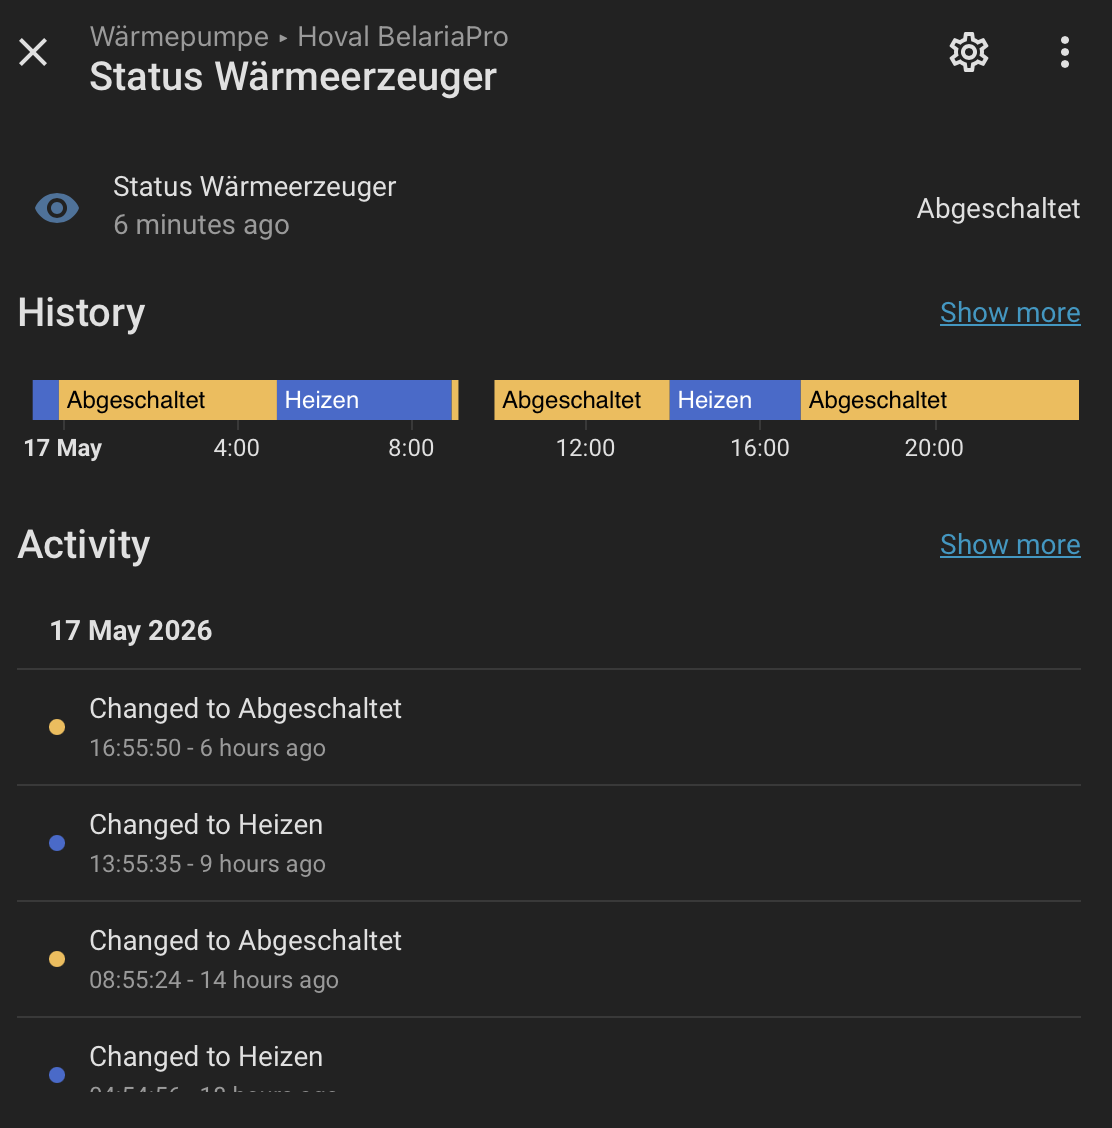 Wärmepumpe ▸ Hoval BelariaPro
Status Wärmeerzeuger
Status Wärmeerzeuger
6 minutes ago
Abgeschaltet
History
Show more
Abgeschaltet
Heizen
Abgeschaltet
Heizen
Abgeschaltet
17 May
4:00
8:00
12:00
16:00
20:00
Activity
Show more
17 May 2026
Changed to Abgeschaltet
16:55:50 - 6 hours ago
Changed to Heizen
13:55:35 - 9 hours ago
Changed to Abgeschaltet
08:55:24 - 14 hours ago
Changed to Heizen